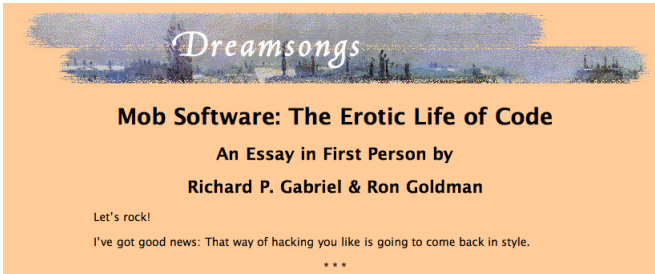 Dreamsongs
Mob Software: The Erotic Life of Code
An Essay in First Person by
Richard P. Gabriel & Ron Goldman
Let's rock!
I've got good news: That way of hacking you like is going to come back in style.
* * *